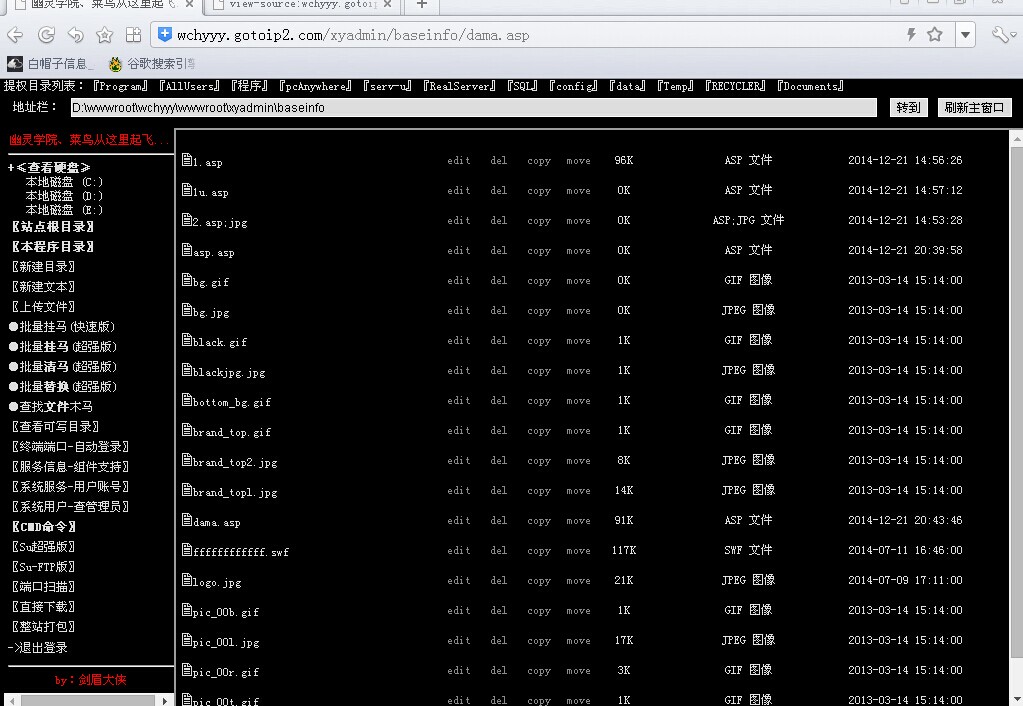 幽灵学院、菜鸟从这里起飞
view-source:wchyyy.gotoip
wchyyy.gotoip2.com/xyadmin/baseinfo/dama.asp
白帽子信息_ 谷歌搜索引
提权目录列表：『Program』 『AllUsers』 『程序』 『pcAnywhere』 『serv-u』 『RealServer』 『SQL』 『config』 『data』 『Temp』 『RECYCLER』 『Documents』
地址栏： D:\wwwroot\wchyy\wwwroot\xyadmin\baseinfo 转到 刷新主窗口
幽灵学院、菜鸟从这里起飞...
+≮查看硬盘≯
本地磁盘 (C:)
本地磁盘 (D:)
本地磁盘 (E:)
〖站点根目录〗
〖本程序目录〗
〖新建目录〗
〖新建文本〗
〖上传文件〗
●批量挂马(快速版)
●批量挂马(超强版)
●批量清马(超强版)
●批量替换(超强版)
●查找文件木马
〖查看可写目录〗
〖终端端口-自动登录〗
〖服务信息-组件支持〗
〖系统服务-用户账号〗
〖系统用户-查管理员〗
〖CMD命令〗
〖Su超强版〗
〖Su-FTP版〗
〖端口扫描〗
〖直接下载〗
〖整站打包〗
->退出登录
by：剑眉大侠
1.asp edit del copy move 96K ASP 文件 2014-12-21 14:56:26
1u.asp edit del copy move 0K ASP 文件 2014-12-21 14:57:12
2.asp;jpg edit del copy move 0K ASP;JPG 文件 2014-12-21 14:53:28
asp.asp edit del copy move 0K ASP 文件 2014-12-21 20:39:58
bg.gif edit del copy move 0K GIF 图像 2013-03-14 15:14:00
bg.jpg edit del copy move 0K JPEG 图像 2013-03-14 15:14:00
black.gif edit del copy move 1K GIF 图像 2013-03-14 15:14:00
blackjpg.jpg edit del copy move 1K JPEG 图像 2013-03-14 15:14:00
bottom_bg.gif edit del copy move 1K GIF 图像 2013-03-14 15:14:00
brand_top.gif edit del copy move 1K GIF 图像 2013-03-14 15:14:00
brand_top2.jpg edit del copy move 8K JPEG 图像 2013-03-14 15:14:00
brand_topl.jpg edit del copy move 14K JPEG 图像 2013-03-14 15:14:00
dama.asp edit del copy move 91K ASP 文件 2014-12-21 20:43:46
ffffffffffff.swf edit del copy move 117K SWF 文件 2014-07-11 16:46:00
logo.jpg edit del copy move 21K JPEG 图像 2014-07-09 17:11:00
pic_00b.gif edit del copy move 1K GIF 图像 2013-03-14 15:14:00
pic_00l.jpg edit del copy move 17K JPEG 图像 2013-03-14 15:14:00
pic_00r.gif edit del copy move 3K GIF 图像 2013-03-14 15:14:00
pic_00t.gif edit del copy move 1K GIF 图像 2013-03-14 15:14:00